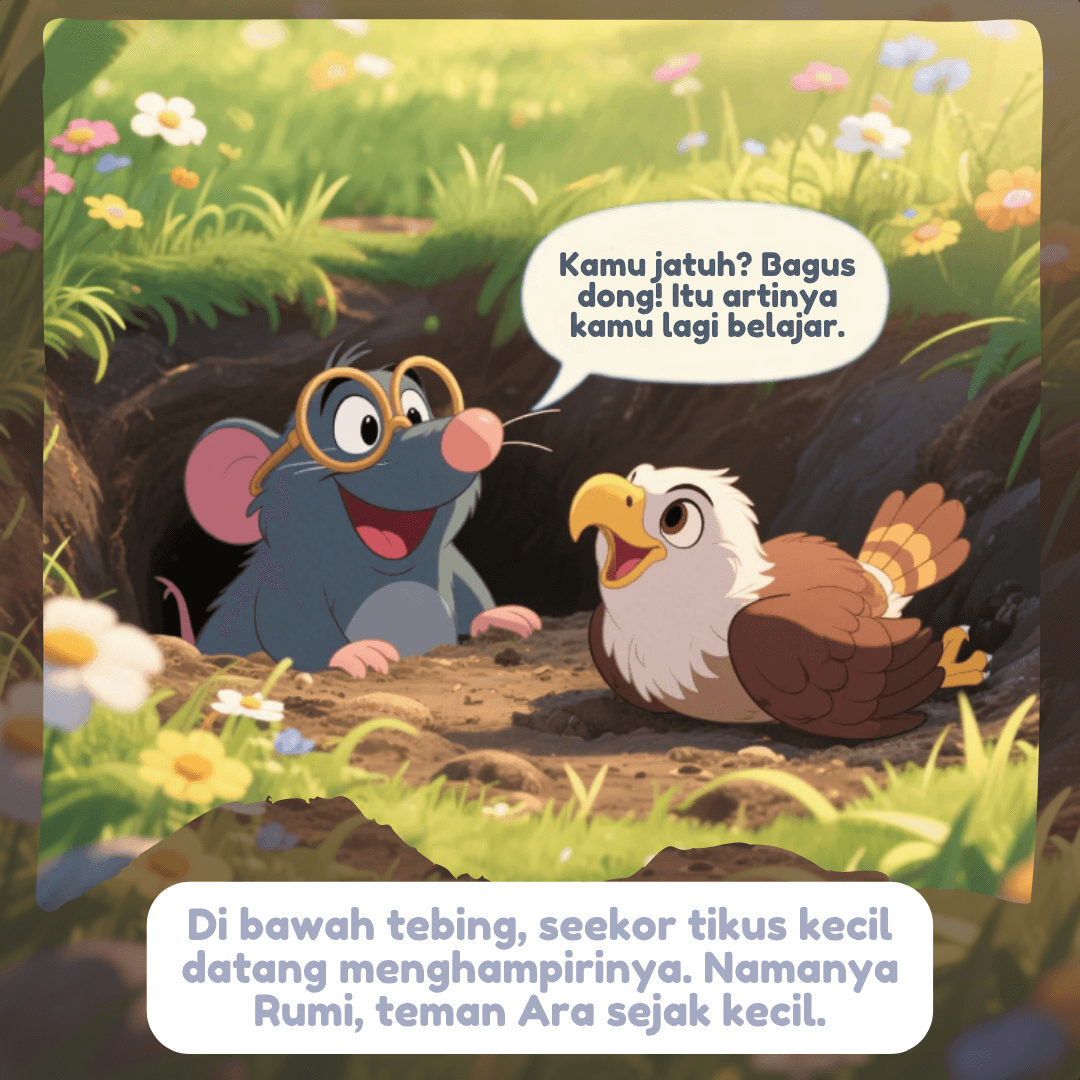 Kamu jatuh? Bagus
dong! Itu artinya
kamu lagi belajar.
Di bawah tebing, seekor tikus kecil
datang menghampirinya. Namanya
Rumi, teman Ara sejak kecil.